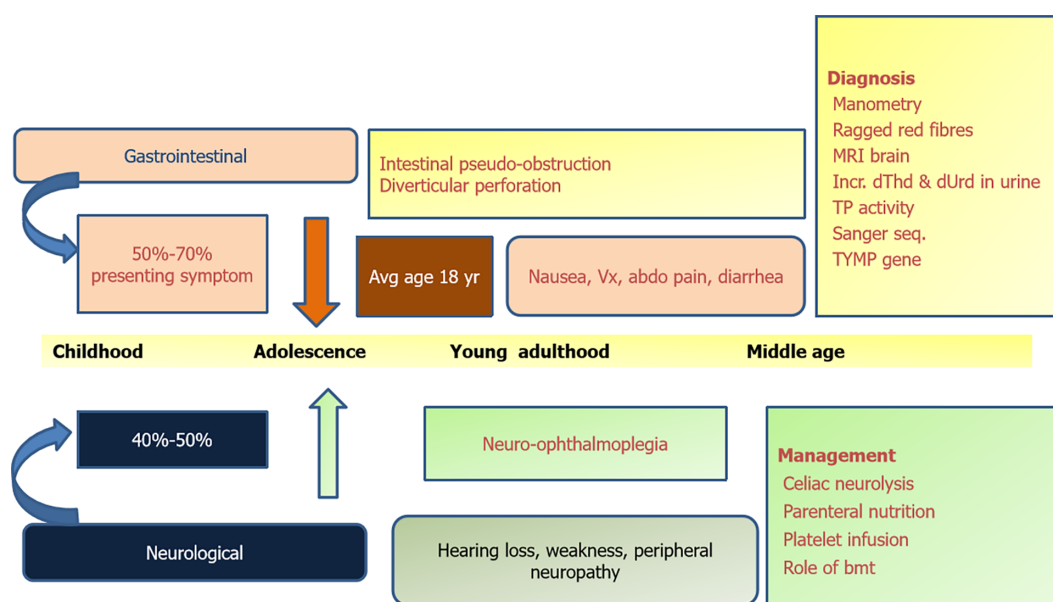 Gastrointestinal
50%-70%
presenting symptom
Intestinal pseudo-obstruction
Diverticular perforation
Avg age 18 yr
Nausea, Vx, abdo pain, diarrhea
Diagnosis
Manometry
Ragged red fibres
MRI brain
Incr. dThd & dUrd in urine
TP activity
Sanger seq.
TYMP gene
Childhood Adolescence Young adulthood Middle age
40%-50%
Neurological
Neuro-ophthalmoplegia
Hearing loss, weakness, peripheral
neuropathy
Management
Celiac neurolysis
Parenteral nutrition
Platelet infusion
Role of bmt